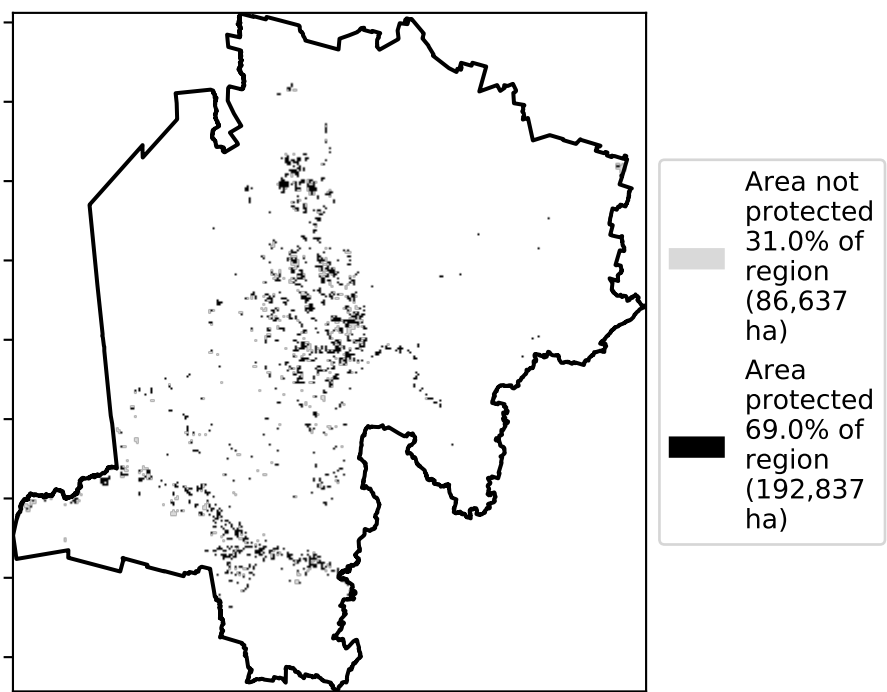 Area not
protected
31.0% of
region
(86,637
ha)
Area
protected
69.0% of
region
(192,837
ha)